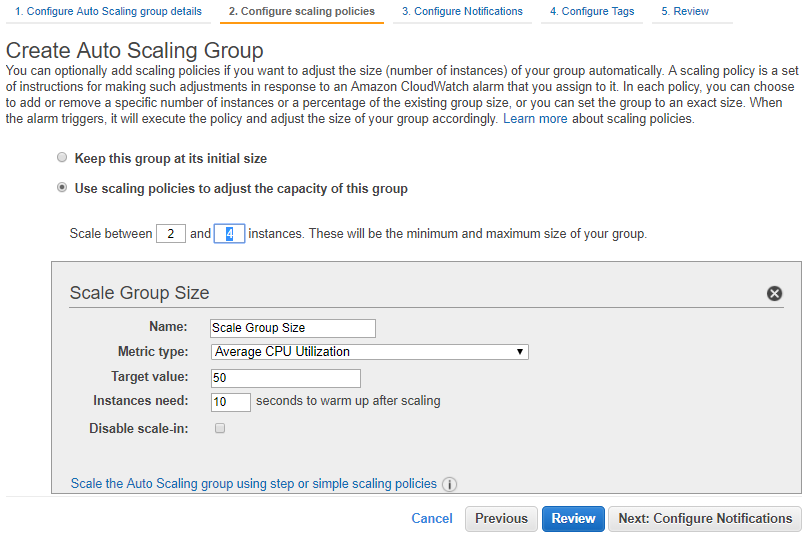 1. Configure Auto Scaling group details 2. Configure scaling policies 3. Configure Notifications 4. Configure Tags 5. Review
Create Auto Scaling Group
You can optionally add scaling policies if you want to adjust the size (number of instances) of your group automatically. A scaling policy is a set
of instructions for making such adjustments in response to an Amazon CloudWatch alarm that you assign to it. In each policy, you can choose
to add or remove a specific number of instances or a percentage of the existing group size, or you can set the group to an exact size. When
the alarm triggers, it will execute the policy and adjust the size of your group accordingly. Learn more about scaling policies.
Keep this group at its initial size
Use scaling policies to adjust the capacity of this group
Scale between 2 and 4 instances. These will be the minimum and maximum size of your group.
Scale Group Size
Name: Scale Group Size
Metric type: Average CPU Utilization
Target value: 50
Instances need: 10 seconds to warm up after scaling
Disable scale-in:
Scale the Auto Scaling group using step or simple scaling policies i
Cancel Previous Review Next: Configure Notifications